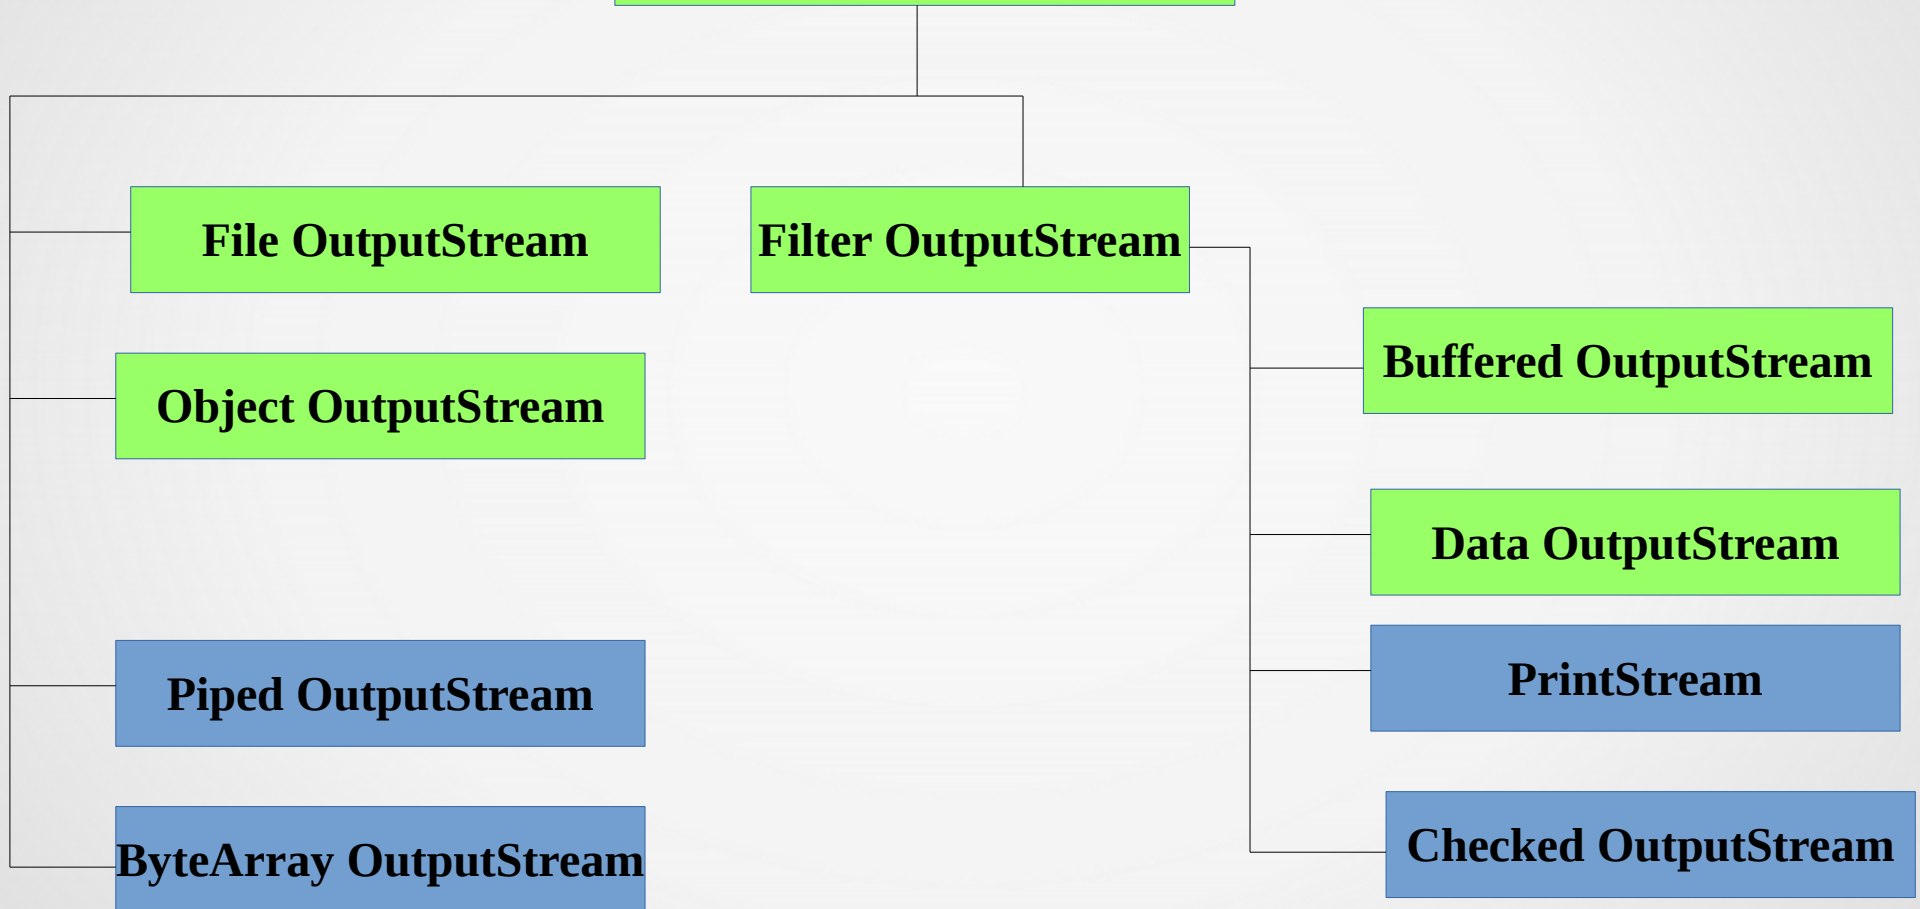 File OutputStream
Filter OutputStream
Buffered OutputStream
Object OutputStream
Data OutputStream
PrintStream
Piped OutputStream
Checked OutputStream
ByteArray OutputStream